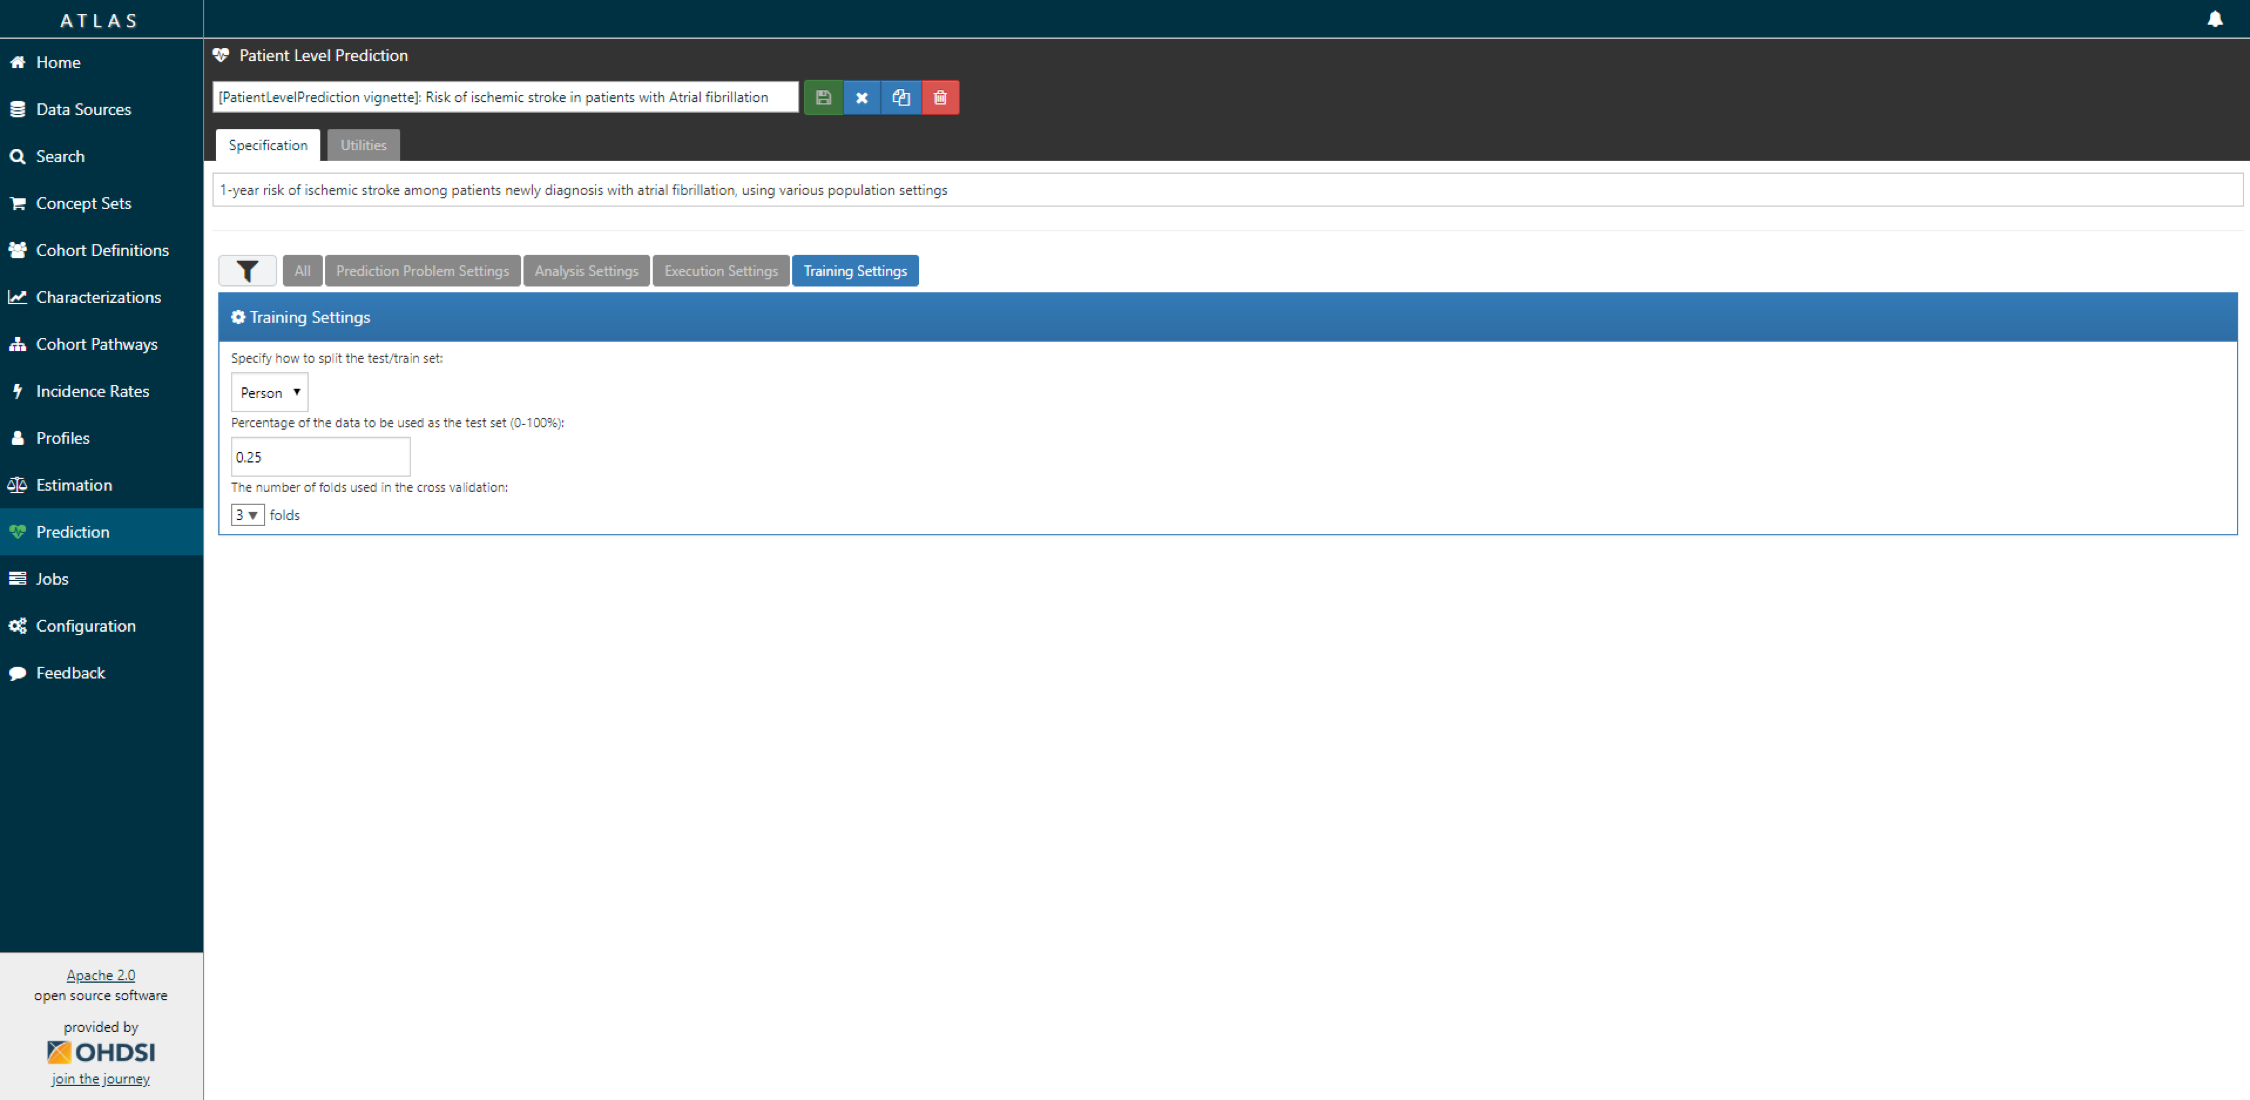 ATLAS
Home
Data Sources
Search
Concept Sets
Cohort Definitions
Characterizations
Cohort Pathways
Incidence Rates
Profiles
Estimation
Prediction
Jobs
Configuration
Feedback
Apache 2.0
open source software
provided by
OHDSI
join the journey
Patient Level Prediction
[PatientLevelPrediction vignette]: Risk of ischemic stroke in patients with Atrial fibrillation
Specification Utilities
1-year risk of ischemic stroke among patients newly diagnosis with atrial fibrillation, using various population settings
All Prediction Problem Settings Analysis Settings Execution Settings Training Settings
Training Settings
Specify how to split the test/train set:
Person
Percentage of the data to be used as the test set (0-100%):
0.25
The number of folds used in the cross validation:
3 folds